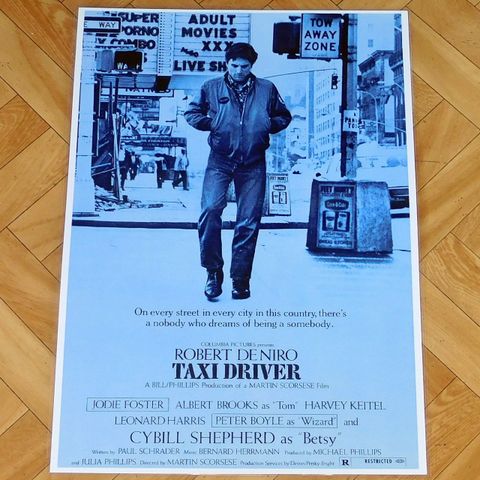 WAY
SUPER
PORNO
COMBO
ADULT
MOVIES
XXX
LIVE SH
TOW
AWAY
ZONE
On every street in every city in this country, there's
a nobody who dreams of being a somebody.
COLUMBIA PICTURES presents
ROBERT DE NIRO
TAXI DRIVER
A BILL/PHILLIPS Production of a MARTIN SCORSESE Film
JODIE FOSTER ALBERT BROOKS as "Tom" HARVEY KEITEL
LEONARD HARRIS PETER BOYLE as "Wizard" and
CYBILL SHEPHERD as "Betsy"
Written by PAUL SCHRADER Music BERNARD HERRMANN Produced by MICHAEL PHILLIPS
and JULIA PHILLIPS Directed by MARTIN SCORSESE Production Services by
R RESTRICTED